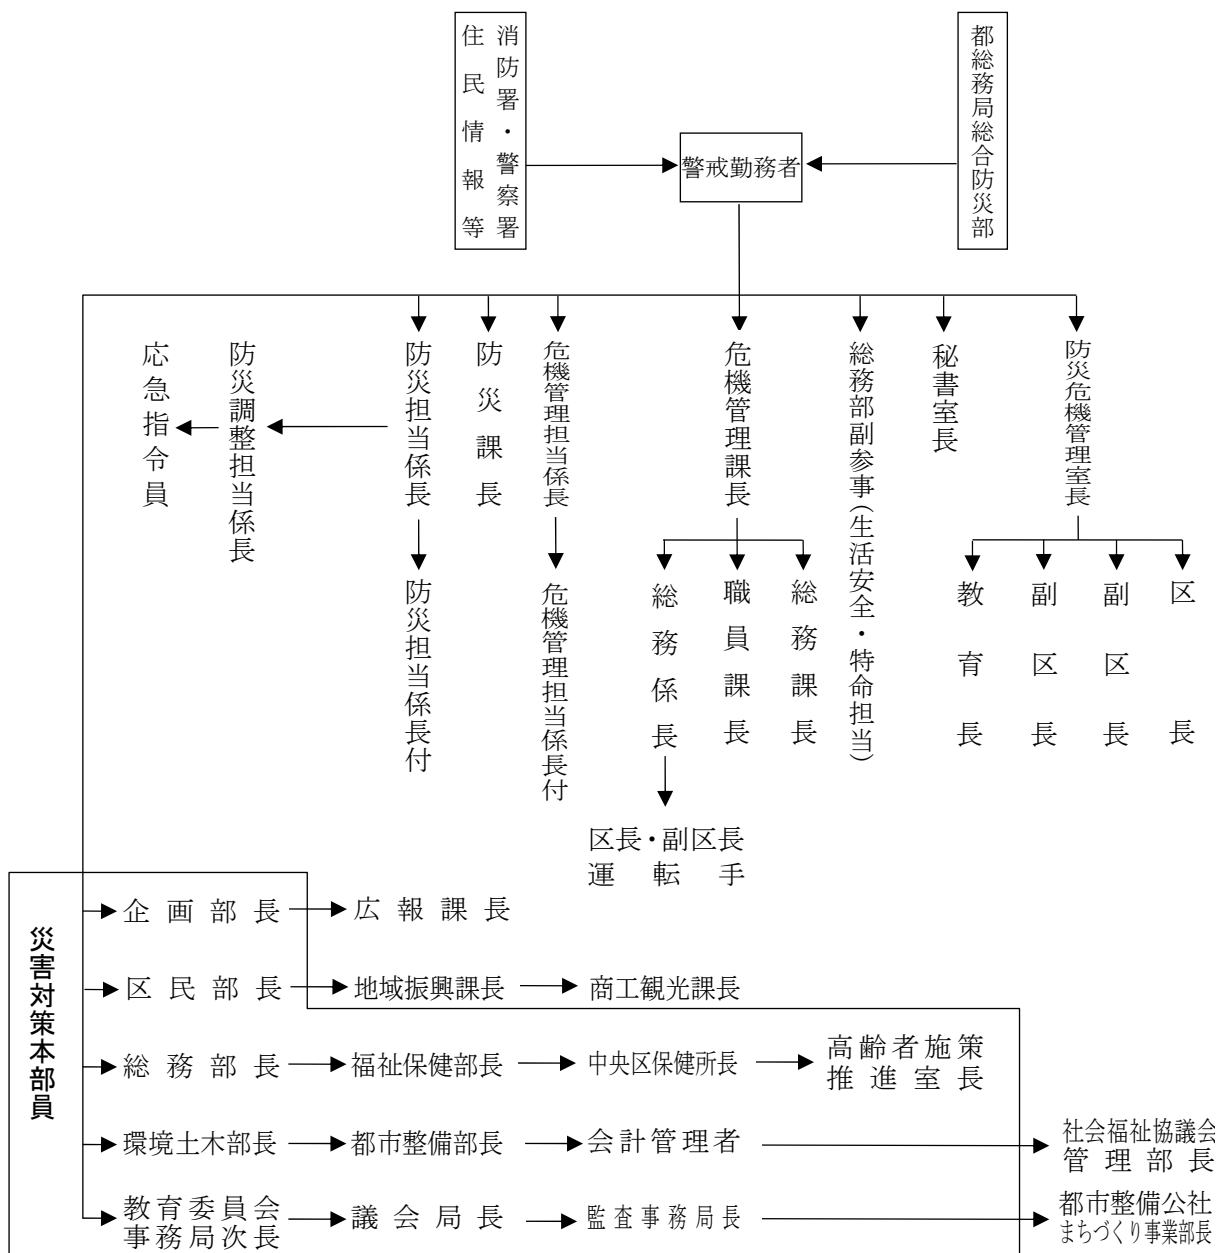 消防署・警察署
住民情報等
警戒勤務者
都総務局総合防災部
防災危機管理室長
秘書室長
総務部副参事(生活安全・特命担当)
危機管理課長
危機管理担当係長
防災課長
防災担当係長
防災調整担当係長
応急指令員
区長
副区長
副区長
教育長
総務課長
職員課長
総務係長
危機管理担当係長付
防災担当係長付
区長・副区長
運転手
災害対策本部員
企画部長
広報課長
区民部長
地域振興課長
商工観光課長
総務部長
福祉保健部長
中央区保健所長
高齢者施策
推進室長
環境土木部長
都市整備部長
会計管理者
社会福祉協議会
管理部長
教育委員会
事務局次長
議会局長
監査事務局長
都市整備公社
まちづくり事業部長